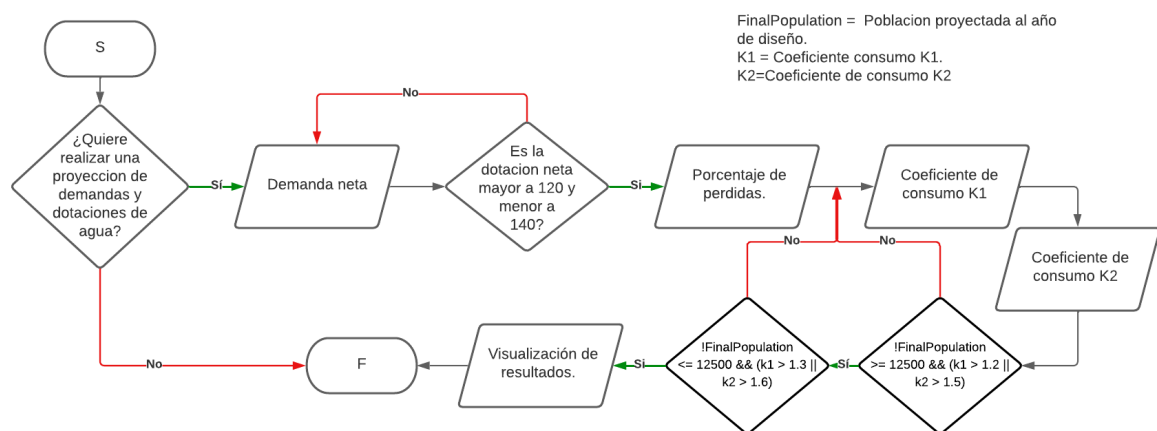 FinalPopulation =  Poblacion proyectada al año
de diseño.
K1 = Coeficiente consumo K1.
K2=Coeficiente de consumo K2
S
¿Quiere
realizar una
proyeccion de
demandas y
dotaciones de
agua?
Sí
Demanda neta
No
Es la
dotacion neta
mayor a 120 y
menor a
140?
Si
Porcentaje de
perdidas.
Coeficiente de
consumo K1
Coeficiente de
consumo K2
No
No
!FinalPopulation
>= 12500 && (k1 > 1.2 ||
k2 > 1.5)
Sí
!FinalPopulation
<= 12500 && (k1 > 1.3 ||
k2 > 1.6)
Si
Visualización de
resultados.
F
No